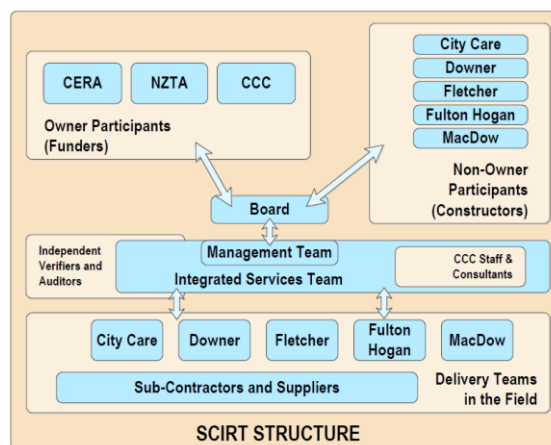 CERA
NZTA
CCC
Owner Participants
(Funders)
City Care
Downer
Fletcher
Fulton Hogan
MacDow
Non-Owner
Participants
(Constructors)
Board
Independent
Verifiers and
Auditors
Management Team
Integrated Services Team
CCC Staff &
Consultants
City Care
Downer
Fletcher
Fulton
Hogan
MacDow
Sub-Contractors and Suppliers
Delivery Teams
in the Field
SCIRT STRUCTURE